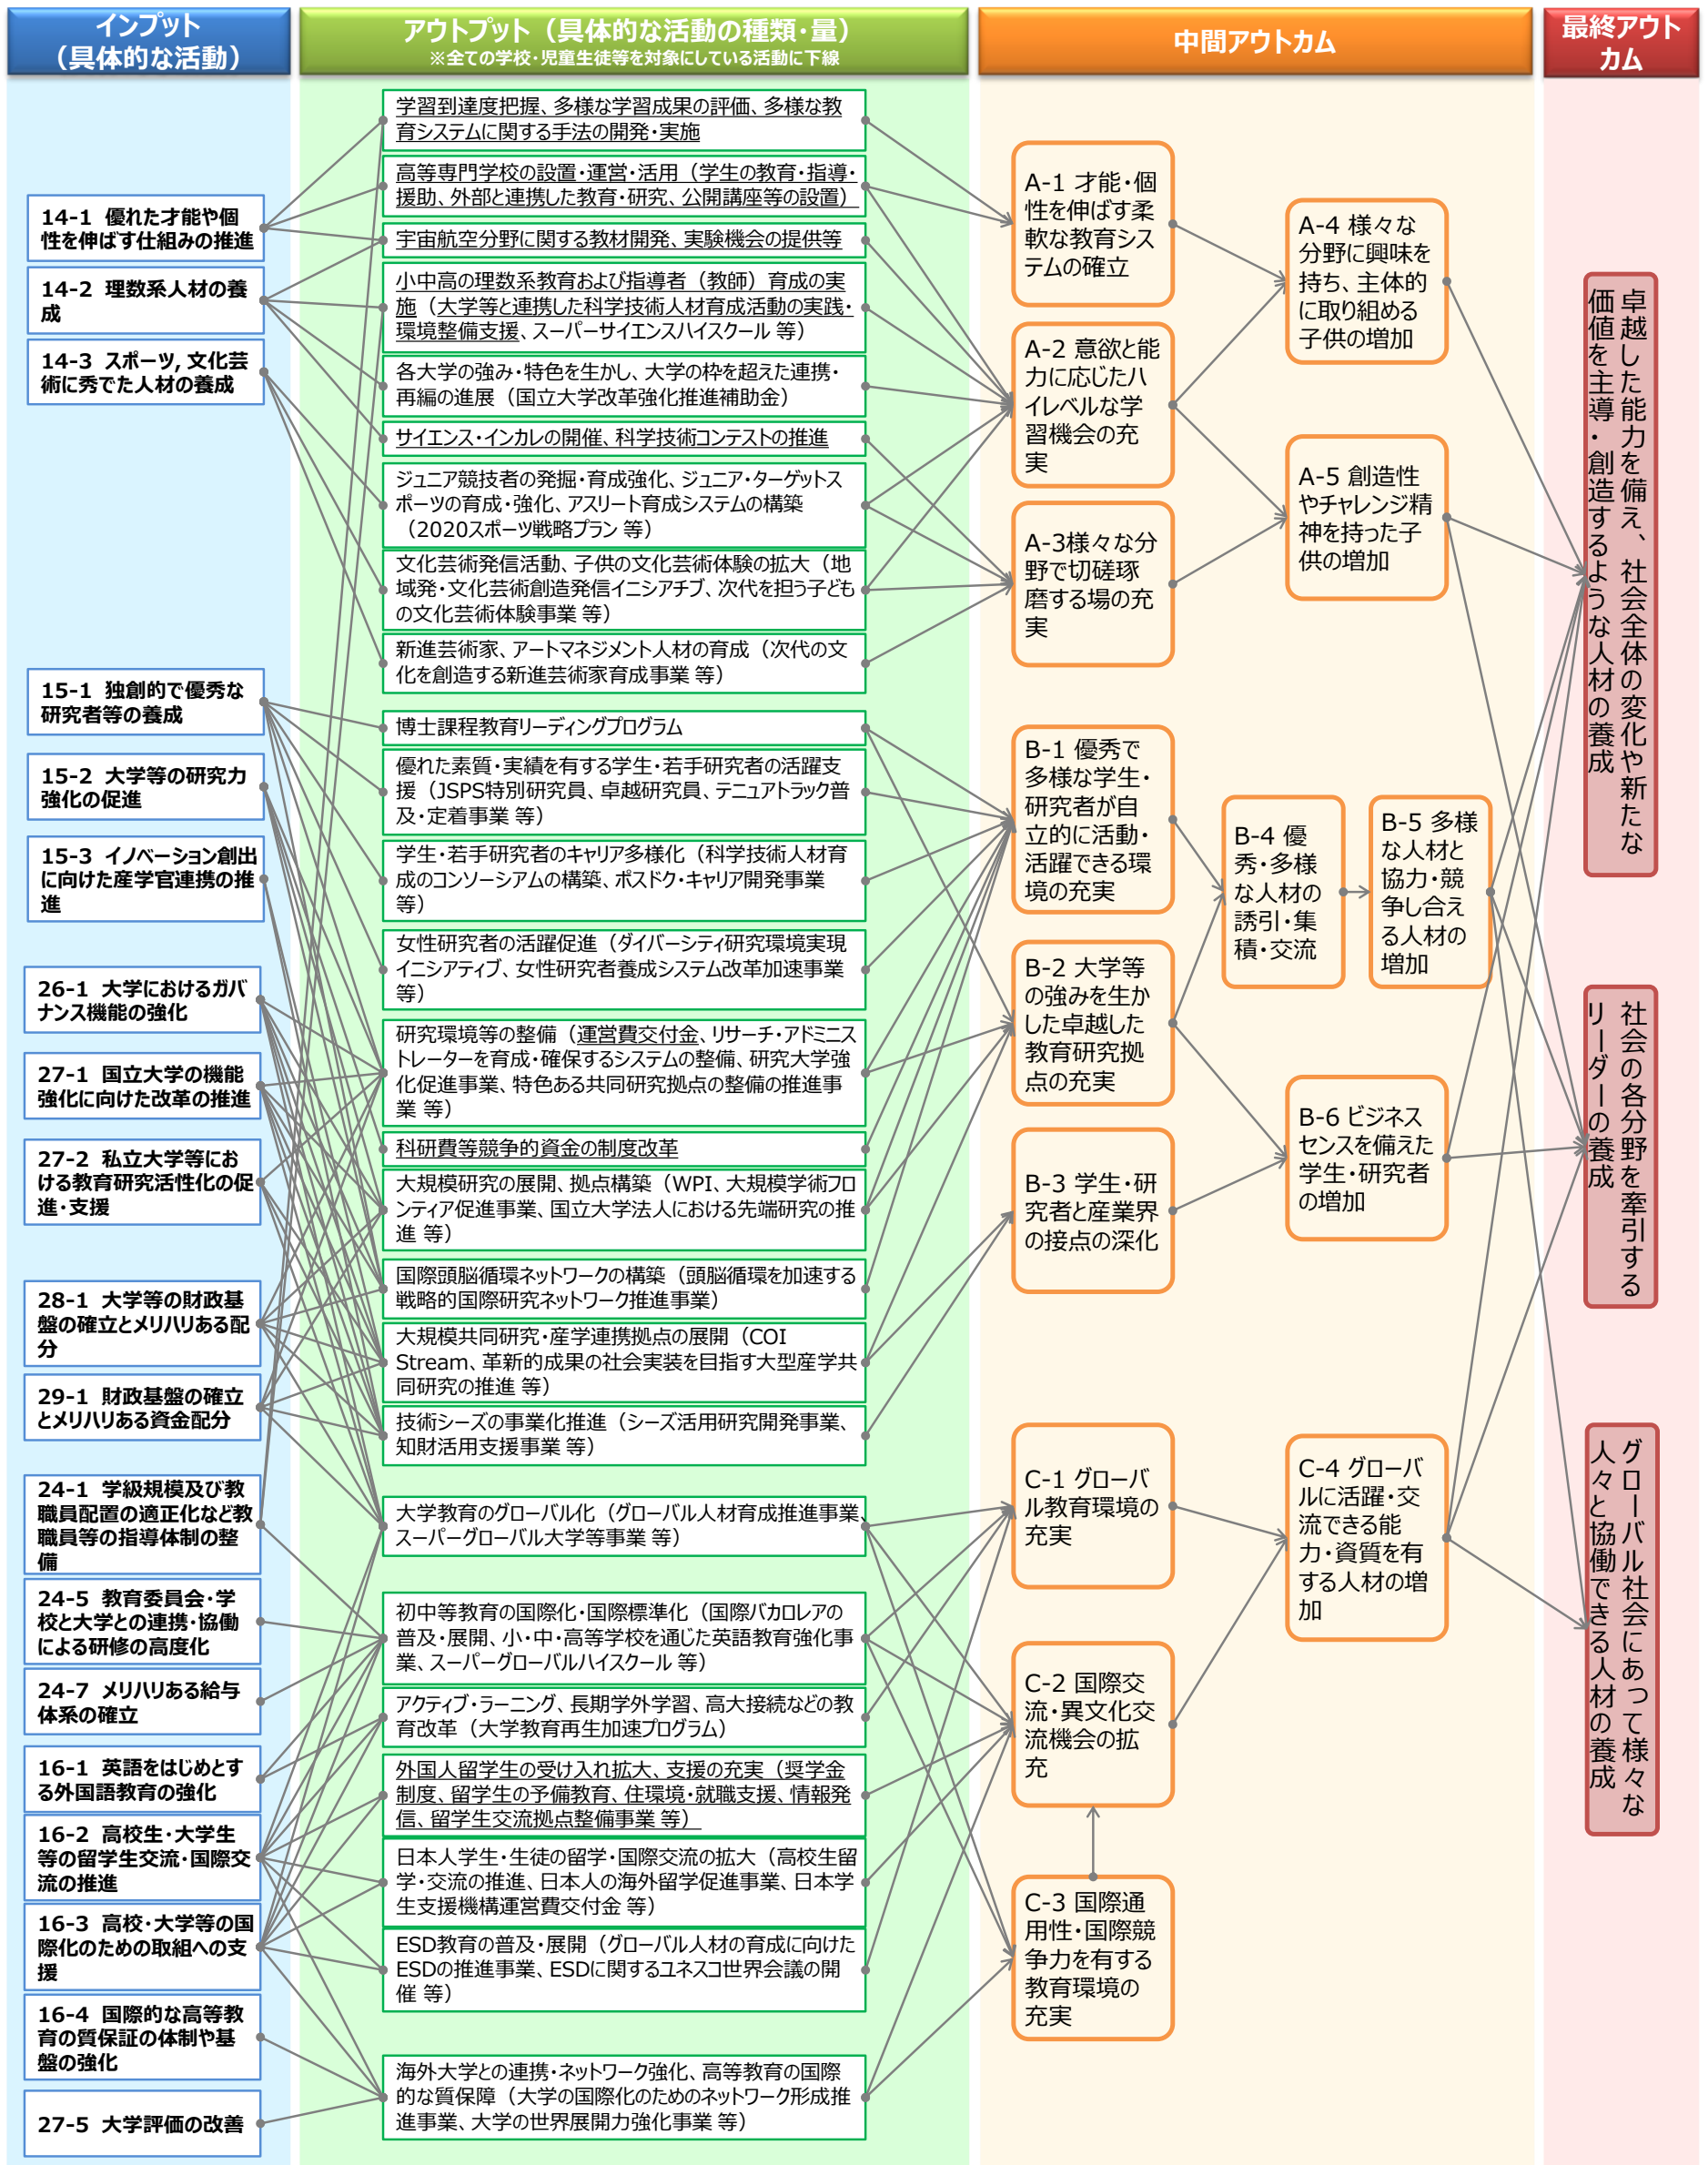 インプット
（具体的な活動）
アウトプット（具体的な活動の種類・量）
※全ての学校・児童生徒等を対象にしている活動に下線
中間アウトカム
最終アウト
カム
14-1 優れた才能や個
性を伸ばす仕組みの推進
14-2 理数系人材の養
成
14-3 スポーツ, 文化芸
術に秀でた人材の養成
15-1 独創的で優秀な
研究者等の養成
15-2 大学等の研究力
強化の促進
15-3 イノベーション創出
に向けた産学官連携の推
進
26-1 大学におけるガバ
ナンス機能の強化
27-1 国立大学の機能
強化に向けた改革の推進
27-2 私立大学等にお
ける教育研究活性化の促
進・支援
28-1 大学等の財政基
盤の確立とメリハリある配
分
29-1 財政基盤の確立
とメリハリある資金配分
24-1 学級規模及び教
職員配置の適正化など教
職員等の指導体制の整
備
24-5 教育委員会・学
校と大学との連携・協働
による研修の高度化
24-7 メリハリある給与
体系の確立
16-1 英語をはじめとす
る外国語教育の強化
16-2 高校生・大学生
等の留学生交流・国際交
流の推進
16-3 高校・大学等の国
際化のための取組への支
援
16-4 国際的な高等教
育の質保証の体制や基
盤の強化
27-5 大学評価の改善
学習到達度把握、多様な学習成果の評価、多様な教
育システムに関する手法の開発・実施
高等専門学校の設置・運営・活用（学生の教育・指導・
援助、外部と連携した教育・研究、公開講座等の設置）
宇宙航空分野に関する教材開発、実験機会の提供等
小中高の理数系教育および指導者（教師）育成の実
施（大学等と連携した科学技術人材育成活動の実践・
環境整備支援、スーパーサイエンスハイスクール 等）
各大学の強み・特色を生かし、大学の枠を超えた連携・
再編の進展（国立大学改革強化推進補助金）
サイエンス・インカレの開催、科学技術コンテストの推進
ジュニア競技者の発掘・育成強化、ジュニア・ターゲットス
ポーツの育成・強化、アスリート育成システムの構築
（2020スポーツ戦略プラン 等）
文化芸術発信活動、子供の文化芸術体験の拡大（地
域発・文化芸術創造発信イニシアチブ、次代を担う子ども
の文化芸術体験事業 等）
新進芸術家、アートマネジメント人材の育成（次代の文
化を創造する新進芸術家育成事業 等）
博士課程教育リーディングプログラム
優れた素質・実績を有する学生・若手研究者の活躍支
援（JSPS特別研究員、卓越研究員、テニュアトラック普
及・定着事業 等）
学生・若手研究者のキャリア多様化（科学技術人材育
成のコンソーシアムの構築、ポスドク・キャリア開発事業
等）
女性研究者の活躍促進（ダイバーシティ研究環境実現
イニシアティブ、女性研究者養成システム改革加速事業
等）
研究環境等の整備（運営費交付金、リサーチ・アドミニス
トレーターを育成・確保するシステムの整備、研究大学強
化促進事業、特色ある共同研究拠点の整備の推進事
業 等）
科研費等競争的資金の制度改革
大規模研究の展開、拠点構築（WPI、大規模学術フロ
ンティア促進事業、国立大学法人における先端研究の推
進 等）
国際頭脳循環ネットワークの構築（頭脳循環を加速する
戦略的国際研究ネットワーク推進事業）
大規模共同研究・産学連携拠点の展開（COI
Stream、革新的成果の社会実装を目指す大型産学共
同研究の推進 等）
技術シーズの事業化推進（シーズ活用研究開発事業、
知財活用支援事業 等）
大学教育のグローバル化（グローバル人材育成推進事業、
スーパーグローバル大学等事業 等）
初中等教育の国際化・国際標準化（国際バカロレアの
普及・展開、小・中・高等学校を通じた英語教育強化事
業、スーパーグローバルハイスクール 等）
アクティブ・ラーニング、長期学外学習、高大接続などの教
育改革（大学教育再生加速プログラム）
外国人留学生の受け入れ拡大、支援の充実（奨学金
制度、留学生の予備教育、住環境・就職支援、情報発
信、留学生交流拠点整備事業 等）
日本人学生・生徒の留学・国際交流の拡大（高校生留
学・交流の推進、日本人の海外留学促進事業、日本学
生支援機構運営費交付金 等）
ESD教育の普及・展開（グローバル人材の育成に向けた
ESDの推進事業、ESDに関するユネスコ世界会議の開
催 等）
海外大学との連携・ネットワーク強化、高等教育の国際
的な質保障（大学の国際化のためのネットワーク形成推
進事業、大学の世界展開力強化事業 等）
A-1 才能・個
性を伸ばす柔
軟な教育シス
テムの確立
A-2 意欲と能
力に応じたハ
イレベルな学
習機会の充
実
A-3様々な分
野で切磋琢
磨する場の充
実
A-4 様々な
分野に興味を
持ち、主体的
に取り組める
子供の増加
A-5 創造性
やチャレンジ精
神を持った子
供の増加
B-1 優秀で
多様な学生・
研究者が自
立的に活動・
活躍できる環
境の充実
B-2 大学等
の強みを生か
した卓越した
教育研究拠
点の充実
B-3 学生・研
究者と産業界
の接点の深化
B-4 優
秀・多様
な人材の
誘引・集
積・交流
B-5 多様
な人材と
協力・競
争し合え
る人材の
増加
B-6 ビジネス
センスを備えた
学生・研究者
の増加
C-1 グローバ
ル教育環境の
充実
C-2 国際交
流・異文化交
流機会の拡
充
C-3 国際通
用性・国際競
争力を有する
教育環境の
充実
C-4 グローバ
ルに活躍・交
流できる能
力・資質を有
する人材の増
加
卓越した能力を備え、社会全体の変化や新たな
価値を主導・創造するような人材の養成
社会の各分野を牽引する
リーダーの養成
グローバル社会にあって様々な
人々と協働できる人材の養成